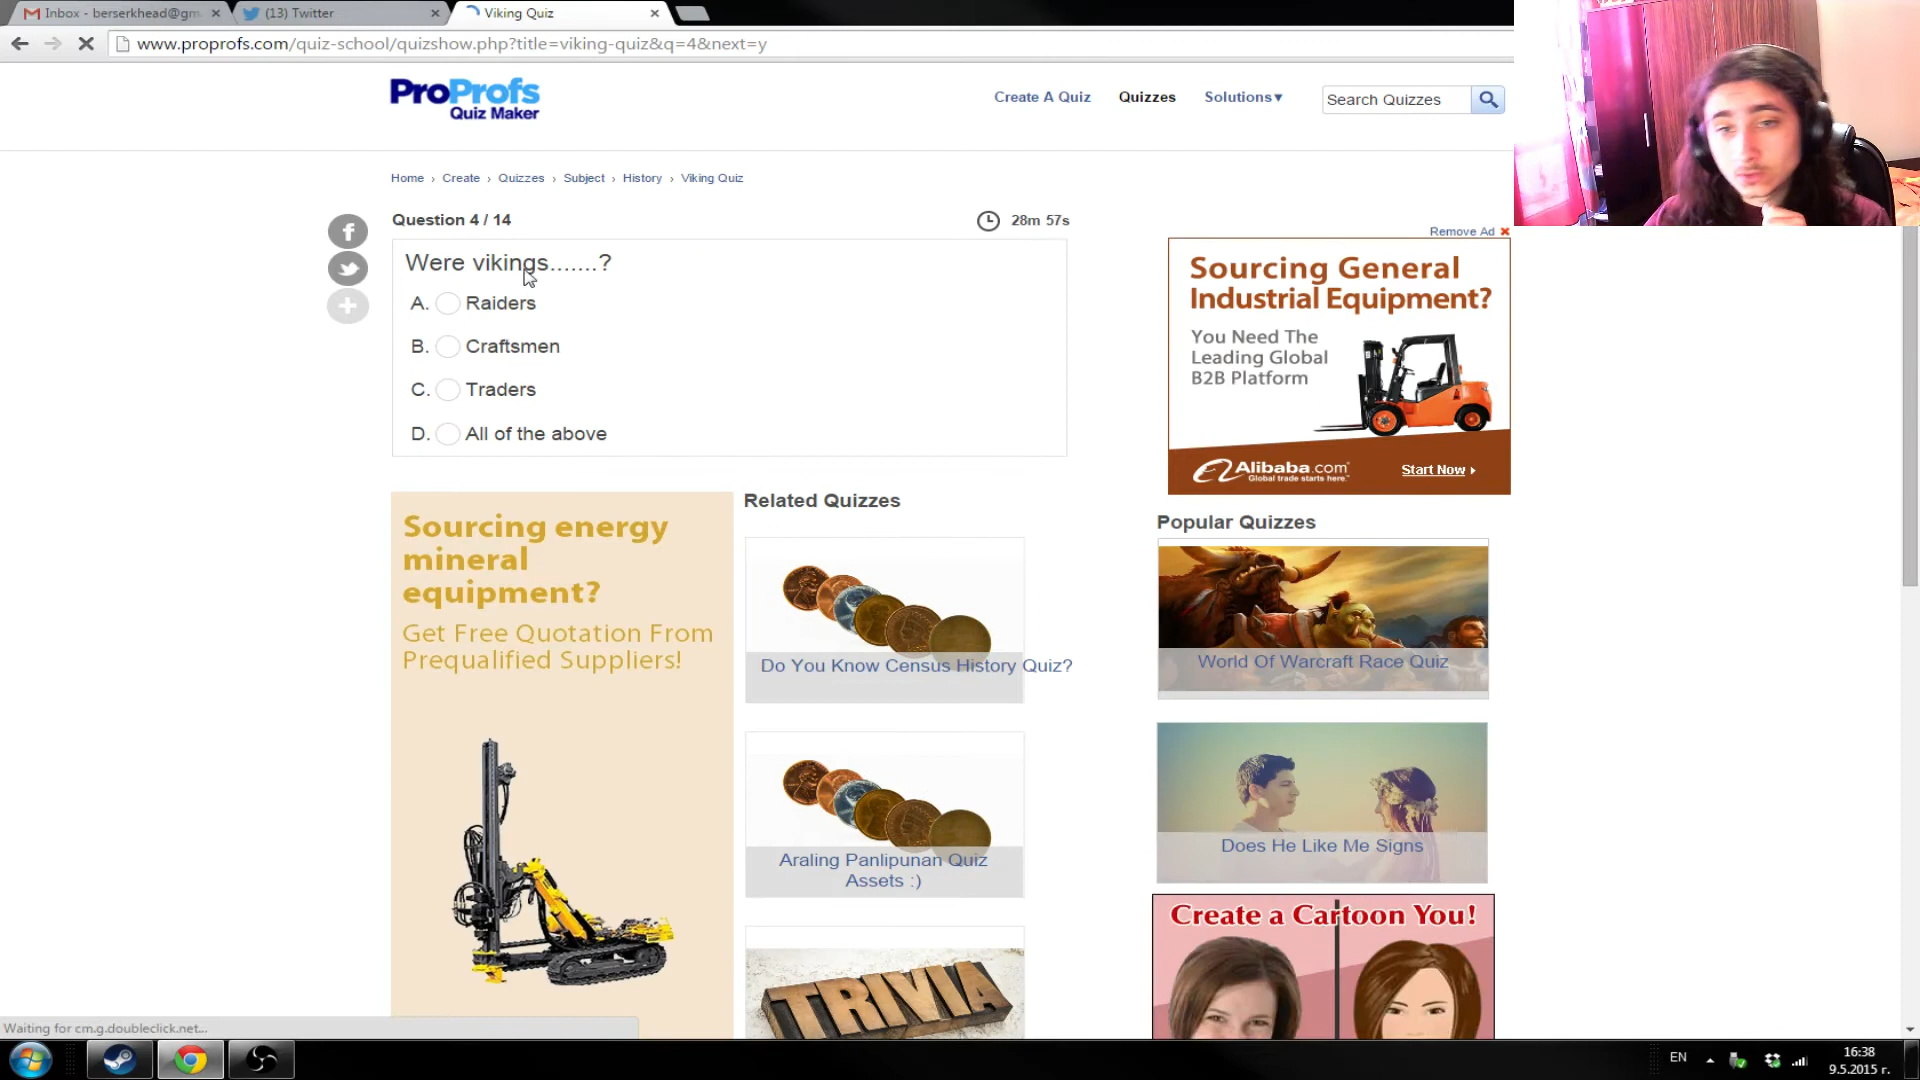 Inbox - berserkhead@gm
(13) Twitter
Viking Quiz
www.proprofs.com/quiz-school/quizshow.php?title=viking-quiz&q=4&next=y
ProProfs
Quiz Maker
Create A Quiz
Quizzes
Solutions▾
Search Quizzes
Home › Create › Quizzes › Subject › History › Viking Quiz
Question 4 / 14
28m 57s
Were vikings.......?
A. Raiders
B. Craftsmen
C. Traders
D. All of the above
Remove Ad ✖
Sourcing General
Industrial Equipment?
You Need The
Leading Global
B2B Platform
Alibaba.com
Global trade starts here.™
Start Now
Sourcing energy
mineral
equipment?
Get Free Quotation From
Prequalified Suppliers!
Related Quizzes
Do You Know Census History Quiz?
Araling Panlipunan Quiz
Assets :)
TRIVIA
Popular Quizzes
World Of Warcraft Race Quiz
Does He Like Me Signs
Create a Cartoon You!
Waiting for cm.g.doubleclick.net...
EN
16:38
9.5.2015 г.